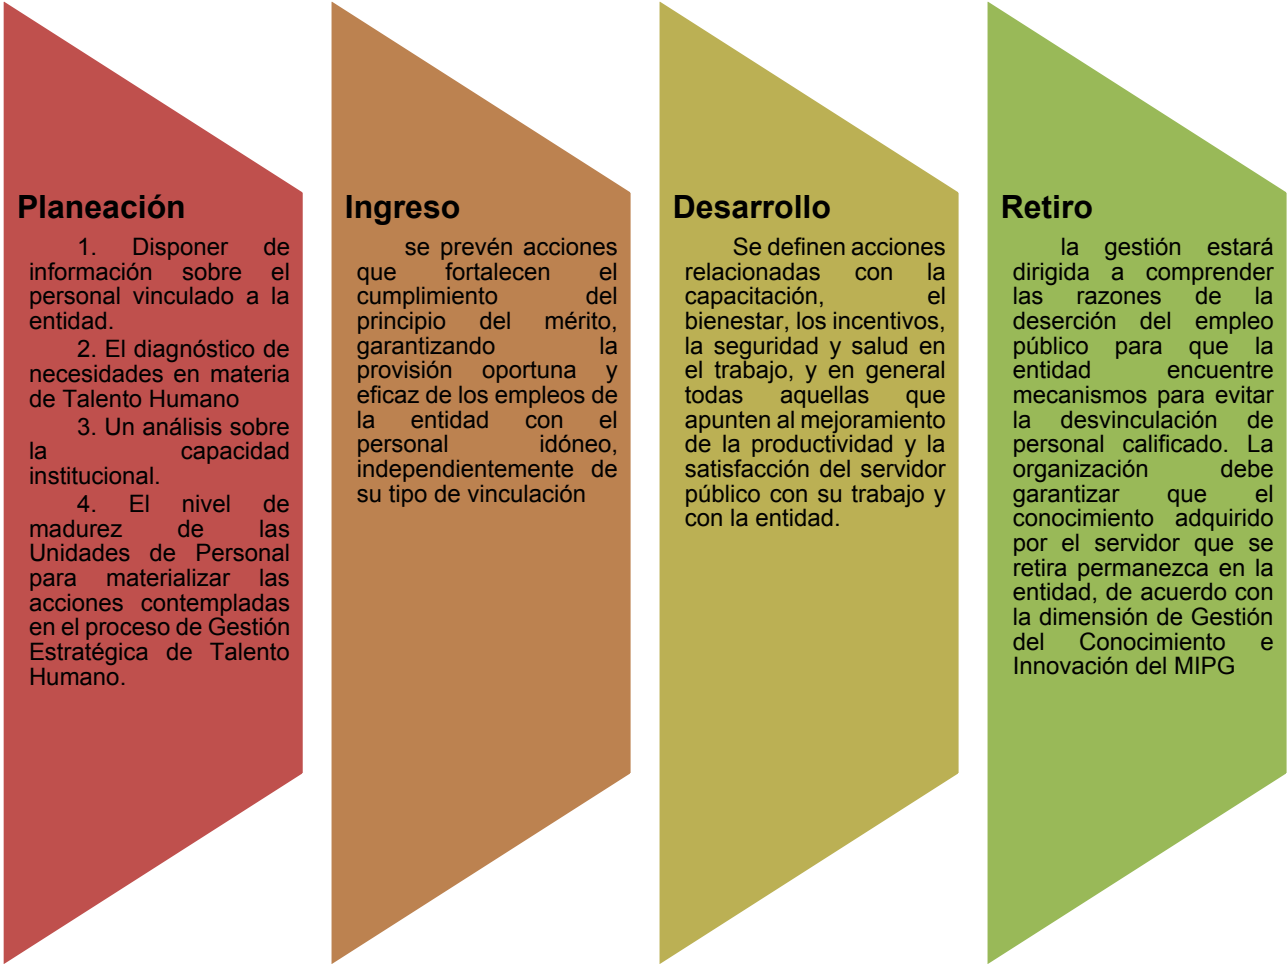 Planeación
1. Disponer de
información sobre el
personal vinculado a la
entidad.
2. El diagnóstico de
necesidades en materia
de Talento Humano
3. Un análisis sobre
la capacidad
institucional.
4. El nivel de
madurez de las
Unidades de Personal
para materializar las
acciones contempladas
en el proceso de Gestión
Estratégica de Talento
Humano.
Ingreso
se prevén acciones
que fortalecen el
cumplimiento del
principio del mérito,
garantizando la
provisión oportuna y
eficaz de los empleos de
la entidad con el
personal idóneo,
independientemente de
su tipo de vinculación
Desarrollo
Se definen acciones
relacionadas con la
capacitación, el
bienestar, los incentivos,
la seguridad y salud en
el trabajo, y en general
todas aquellas que
apunten al mejoramiento
de la productividad y la
satisfacción del servidor
público con su trabajo y
con la entidad.
Retiro
la gestión estará
dirigida a comprender
las razones de la
deserción del empleo
público para que la
entidad encuentre
mecanismos para evitar
la desvinculación de
personal calificado. La
organización debe
garantizar que el
conocimiento adquirido
por el servidor que se
retira permanezca en la
entidad, de acuerdo con
la dimensión de Gestión
del Conocimiento e
Innovación del MIPG